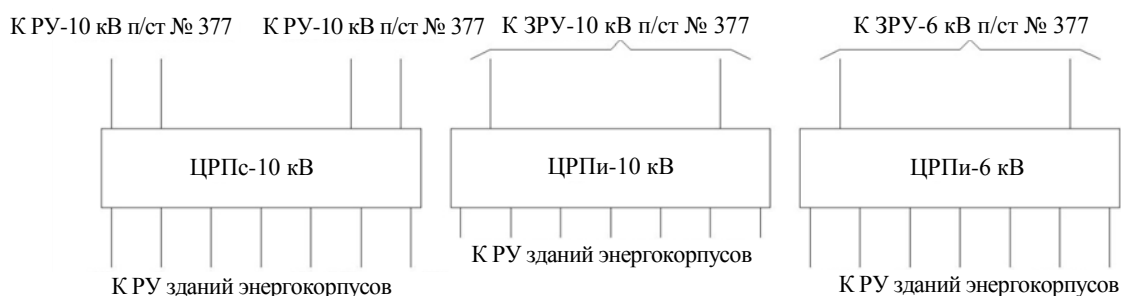 К РУ-10 кВ п/ст № 377
К РУ-10 кВ п/ст № 377
К ЗРУ-10 кВ п/ст № 377
К ЗРУ-6 кВ п/ст № 377
ЦРПс-10 кВ
ЦРПи-10 кВ
ЦРПи-6 кВ
К РУ зданий энергокорпусов
К РУ зданий энергокорпусов
К РУ зданий энергокорпусов